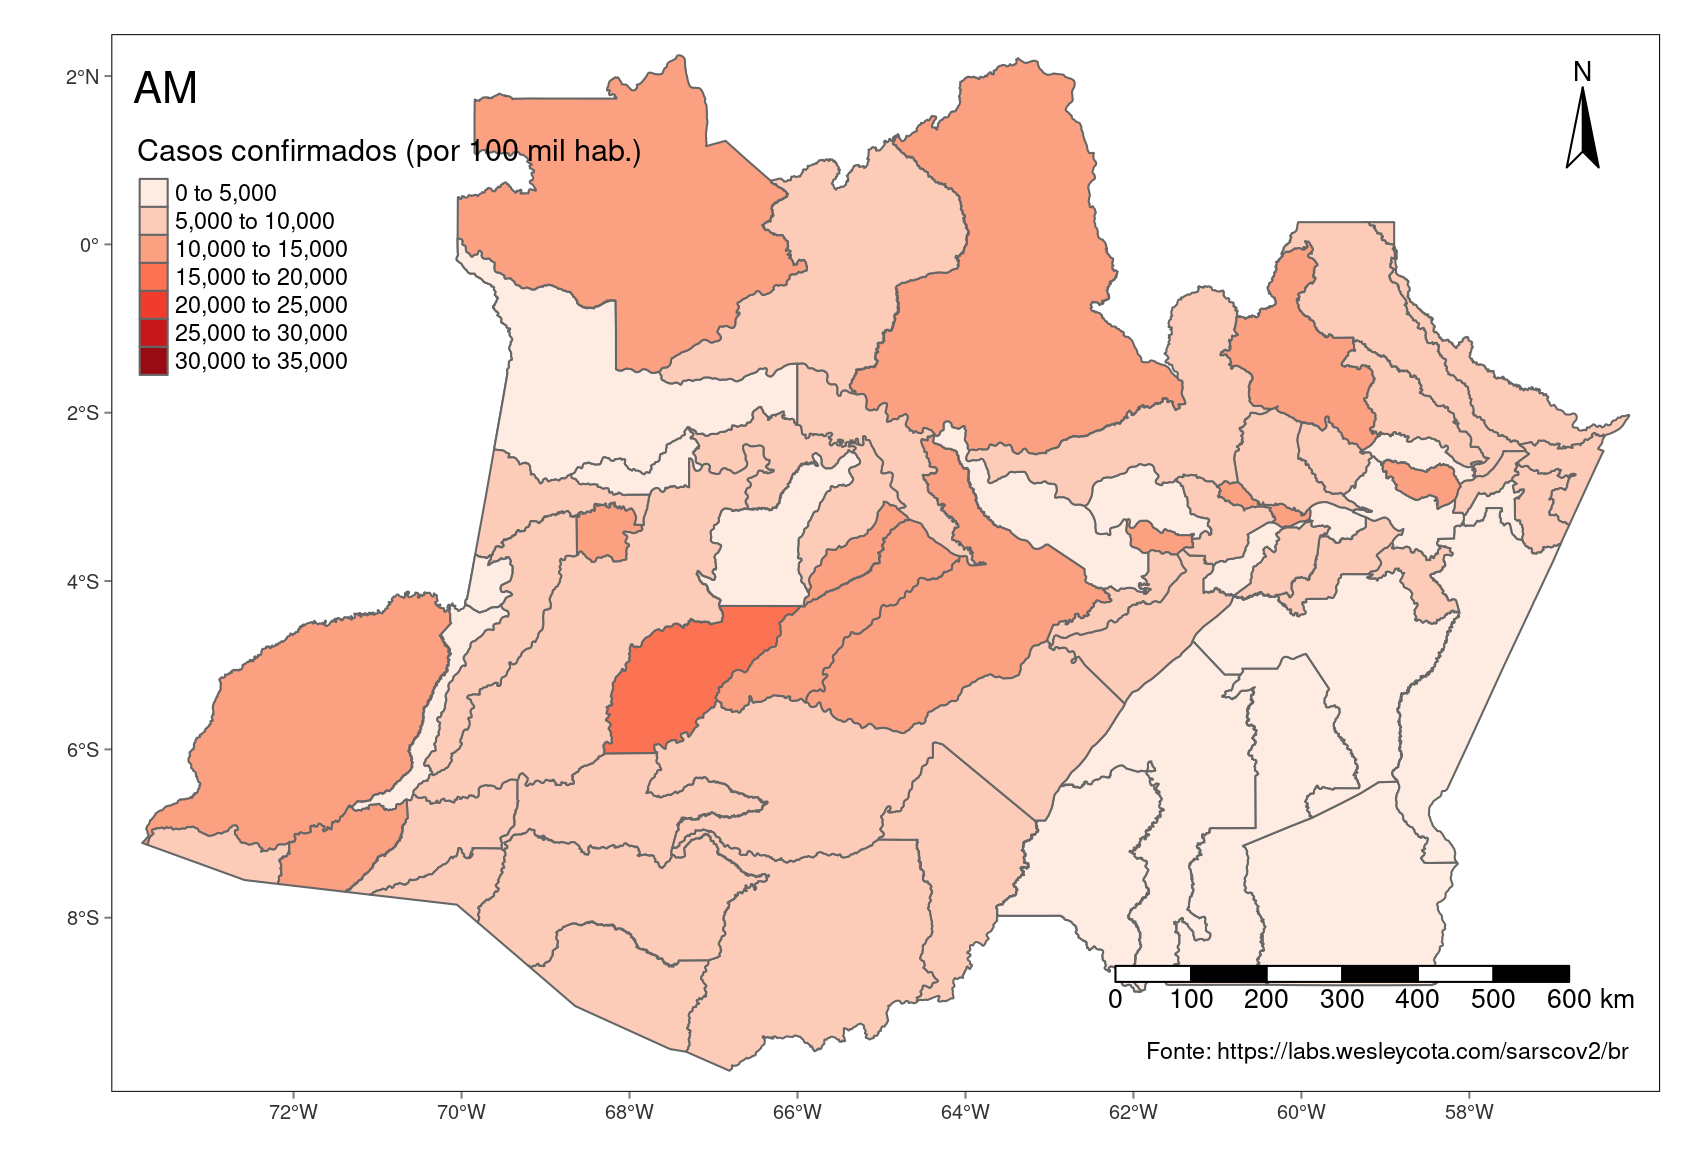 AM
N
Casos confirmados (por 100 mil hab.)
0 to 5,000
5,000 to 10,000
10,000 to 15,000
15,000 to 20,000
20,000 to 25,000
25,000 to 30,000
30,000 to 35,000
2°N
0°
2°S
4°S
6°S
8°S
0 100 200 300 400 500 600 km
Fonte: https://labs.wesleycota.com/sarscov2/br
72°W 70°W 68°W 66°W 64°W 62°W 60°W 58°W